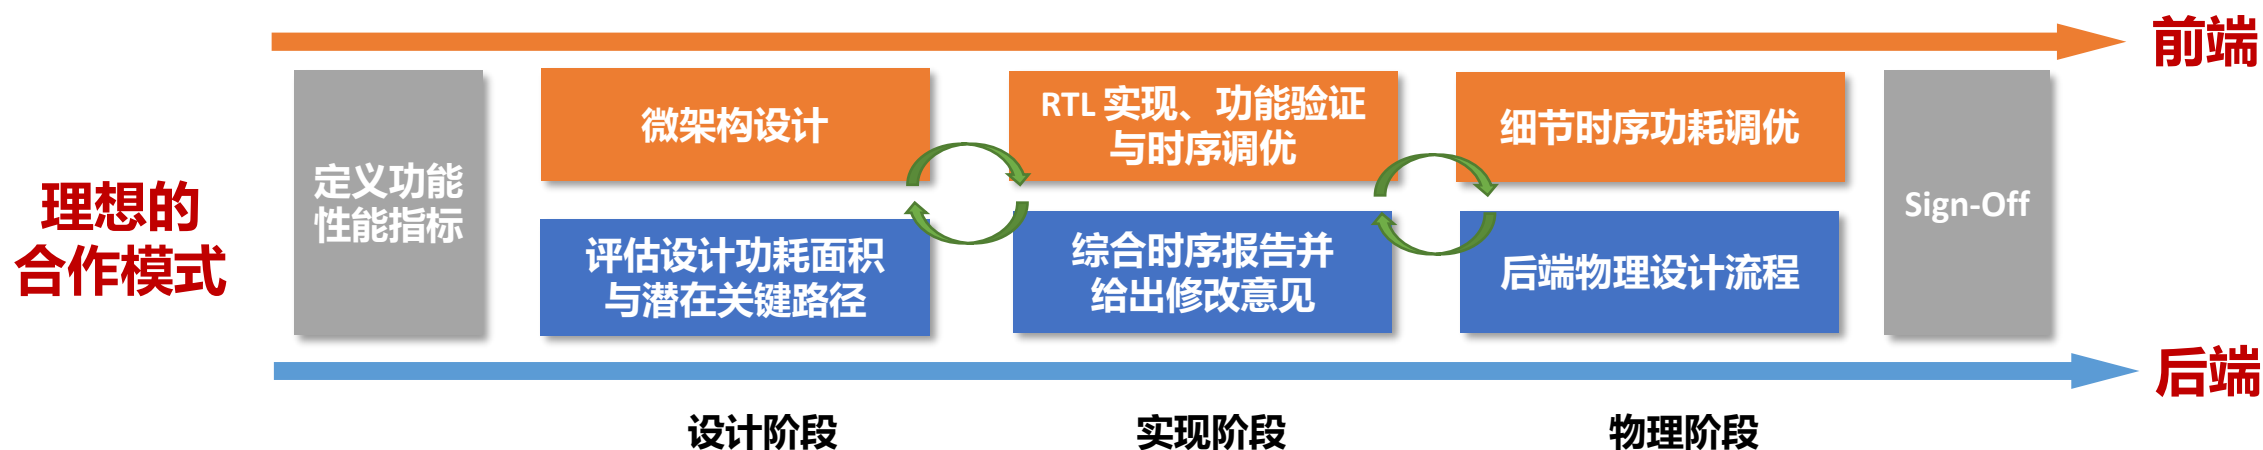 前端
理想的
合作模式
定义功能
性能指标
微架构设计
评估设计功耗面积
与潜在关键路径
RTL 实现、功能验证
与时序调优
综合时序报告并
给出修改意见
细节时序功耗调优
后端物理设计流程
Sign-Off
后端
设计阶段
实现阶段
物理阶段